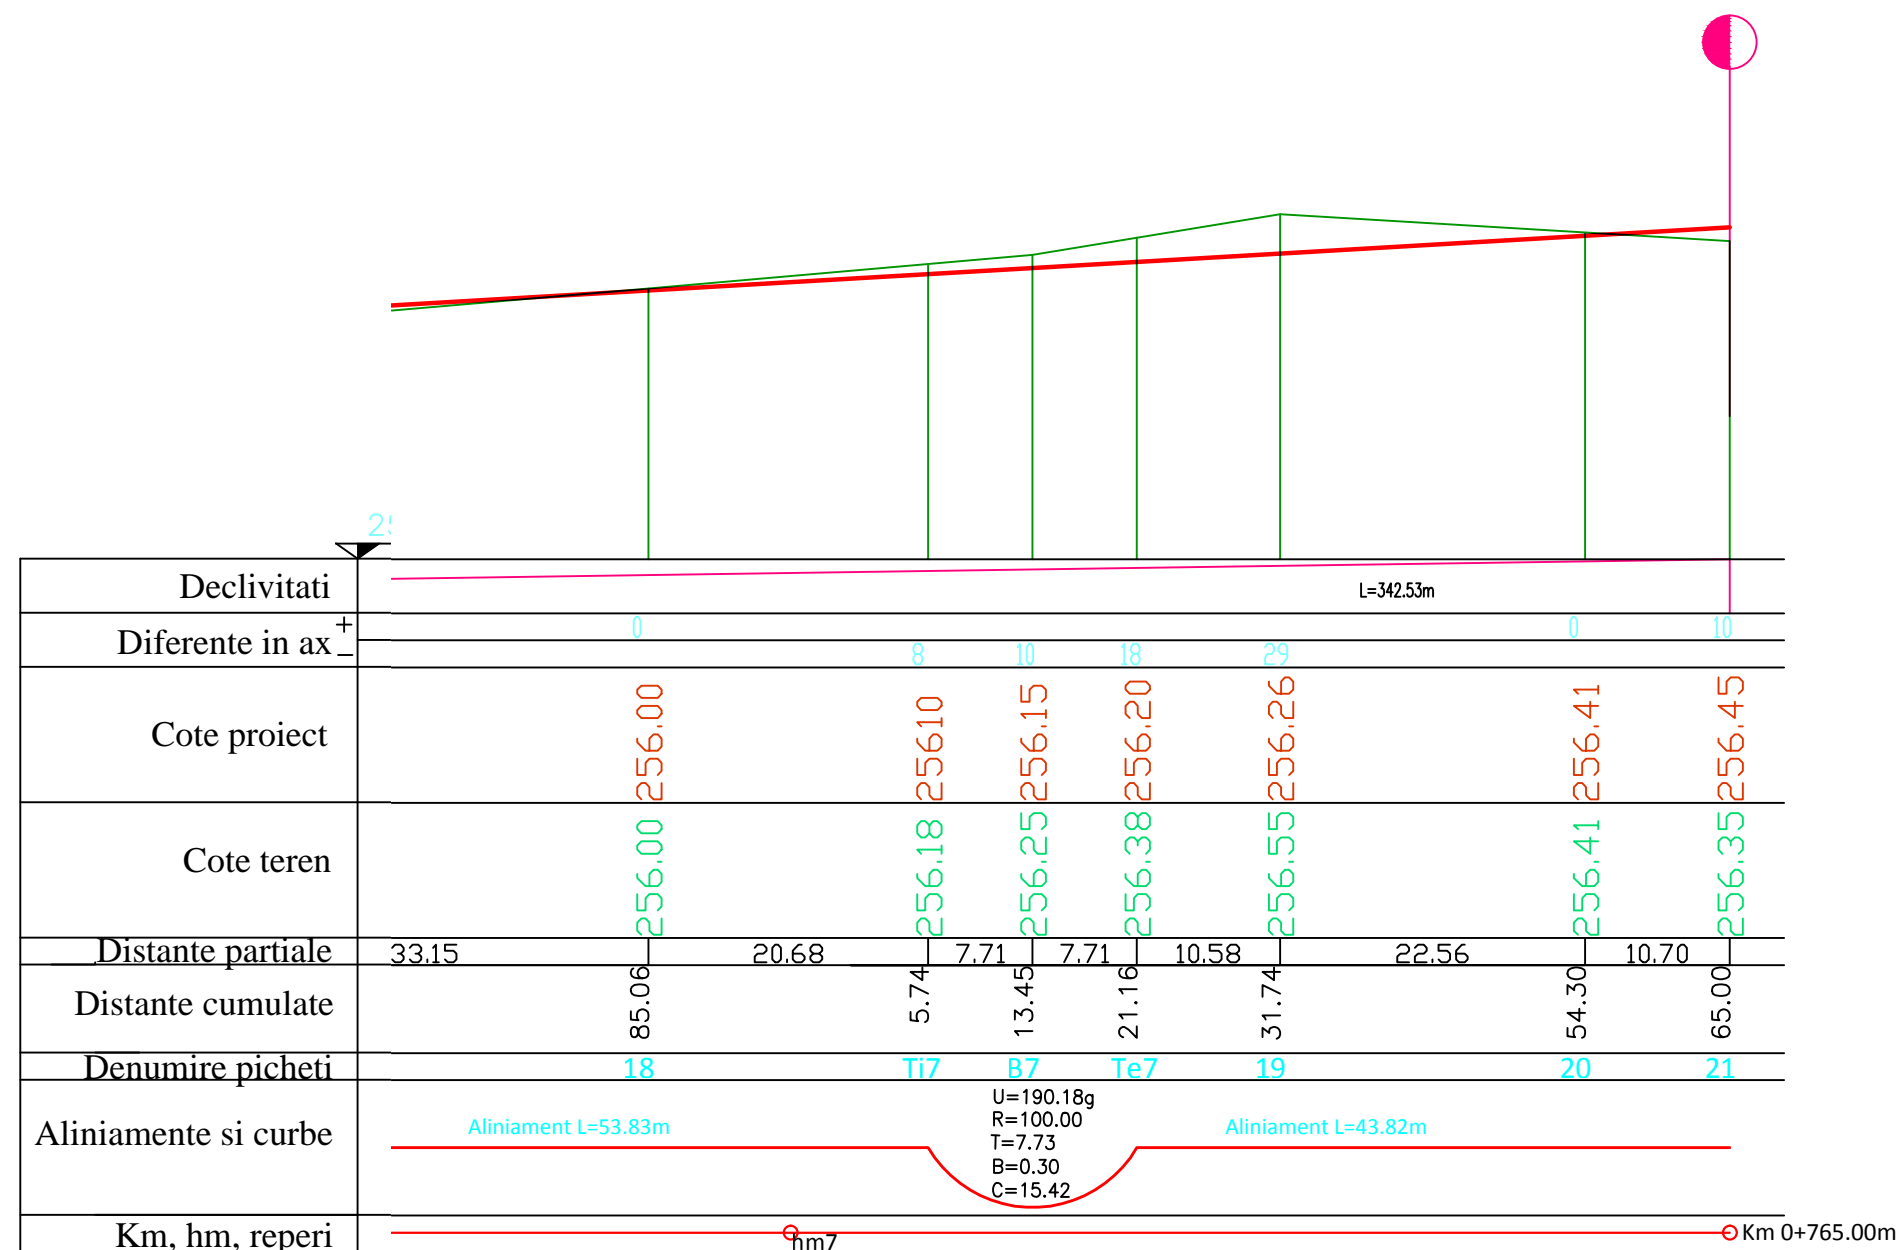 Declivitati
L=342.53m
Diferente in ax + −
0 8 10 18 29 0 10
Cote proiect
256.00 25610 256.15 256.20 256.26 256.41 256.45
Cote teren
256.00 256.18 256.25 256.38 256.55 256.41 256.35
Distante partiale
33.15 20.68 7.71 7.71 10.58 22.56 10.70
Distante cumulate
85.06 5.74 13.45 21.16 31.74 54.30 65.00
Denumire picheti
18 Ti7 B7 Te7 19 20 21
Aliniamente si curbe
Aliniament L=53.83m
U=190.18g
R=100.00
T=7.73
B=0.30
C=15.42
Aliniament L=43.82m
Km, hm, reperi
hm7
Km 0+765.00m